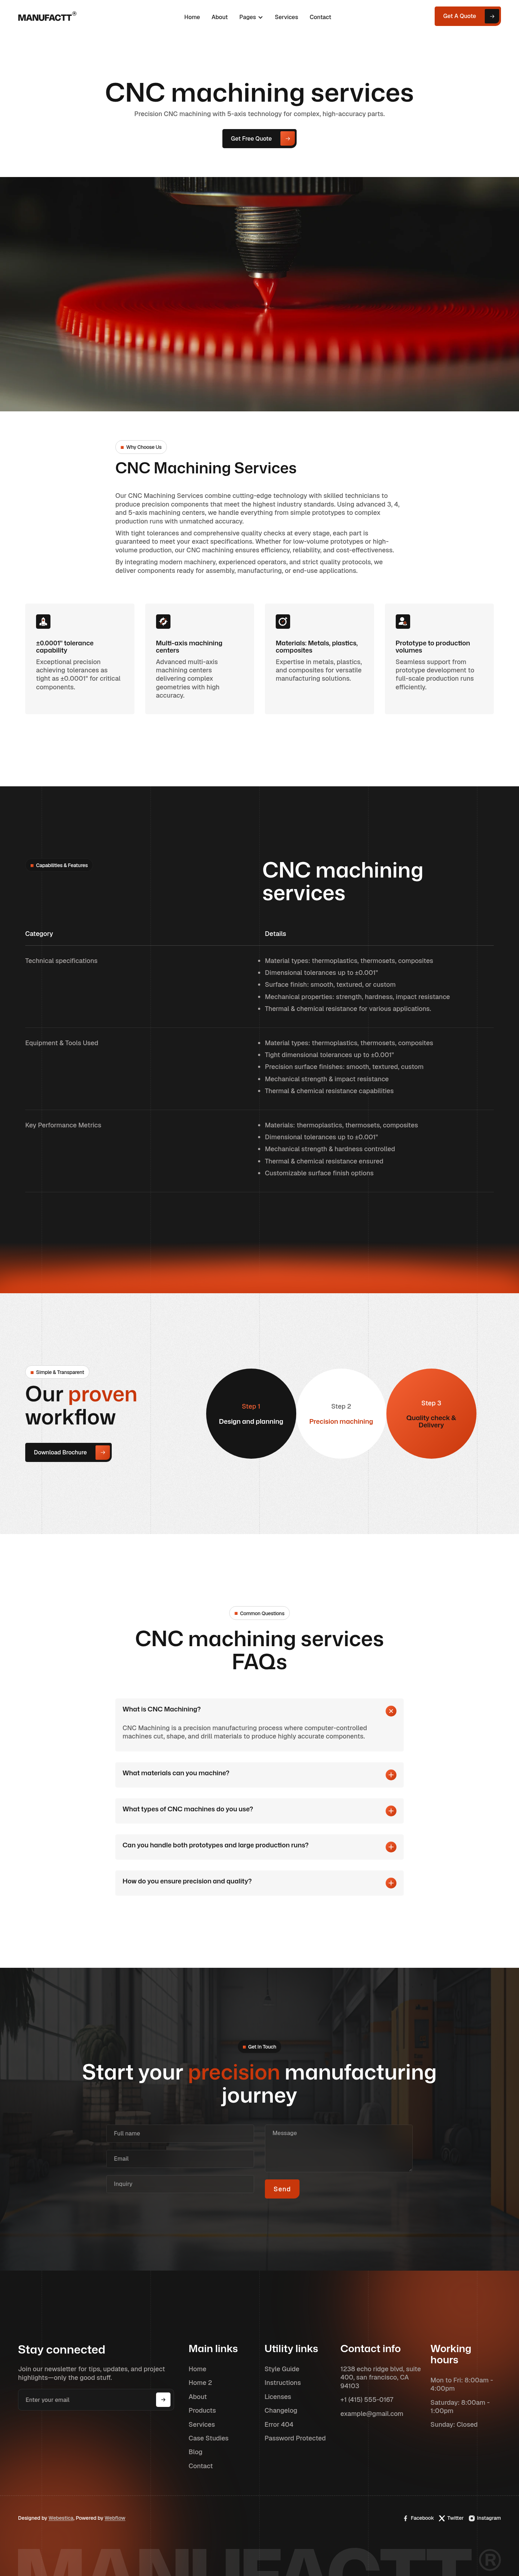 MANUFACTT®
Home
About
Pages
Services
Contact
Get A Quote
CNC machining services
Precision CNC machining with 5-axis technology for complex, high-accuracy parts.
Get Free Quote
Why Choose Us
CNC Machining Services
Our CNC Machining Services combine cutting-edge technology with skilled technicians to
produce precision components that meet the highest industry standards. Using advanced 3, 4,
and 5-axis machining centers, we handle everything from simple prototypes to complex
production runs with unmatched accuracy.
With tight tolerances and comprehensive quality checks at every stage, each part is
guaranteed to meet your exact specifications. Whether for low-volume prototypes or high-
volume production, our CNC machining ensures efficiency, reliability, and cost-effectiveness.
By integrating modern machinery, experienced operators, and strict quality protocols, we
deliver components ready for assembly, manufacturing, or end-use applications.
±0.0001" tolerance
capability
Exceptional precision
achieving tolerances as
tight as ±0.0001" for critical
components.
Multi-axis machining
centers
Advanced multi-axis
machining centers
delivering complex
geometries with high
accuracy.
Materials: Metals, plastics,
composites
Expertise in metals, plastics,
and composites for versatile
manufacturing solutions.
Prototype to production
volumes
Seamless support from
prototype development to
full-scale production runs
efficiently.
Capabilities & Features
CNC machining
services
Category
Details
Technical specifications
Material types: thermoplastics, thermosets, composites
Dimensional tolerances up to ±0.001"
Surface finish: smooth, textured, or custom
Mechanical properties: strength, hardness, impact resistance
Thermal & chemical resistance for various applications.
Equipment & Tools Used
Material types: thermoplastics, thermosets, composites
Tight dimensional tolerances up to ±0.001"
Precision surface finishes: smooth, textured, custom
Mechanical strength & impact resistance
Thermal & chemical resistance capabilities
Key Performance Metrics
Materials: thermoplastics, thermosets, composites
Dimensional tolerances up to ±0.001"
Mechanical strength & hardness controlled
Thermal & chemical resistance ensured
Customizable surface finish options
Simple & Transparent
Our proven
workflow
Download Brochure
Step 1
Design and planning
Step 2
Precision machining
Step 3
Quality check &
Delivery
Common Questions
CNC machining services
FAQs
What is CNC Machining?
CNC Machining is a precision manufacturing process where computer-controlled
machines cut, shape, and drill materials to produce highly accurate components.
What materials can you machine?
What types of CNC machines do you use?
Can you handle both prototypes and large production runs?
How do you ensure precision and quality?
Get In Touch
Start your precision manufacturing
journey
Full name
Email
Inquiry
Message
Send
Stay connected
Join our newsletter for tips, updates, and project
highlights—only the good stuff.
Enter your email
Main links
Home
Home 2
About
Products
Services
Case Studies
Blog
Contact
Utility links
Style Guide
Instructions
Licenses
Changelog
Error 404
Password Protected
Contact info
1238 echo ridge blvd, suite
400, san francisco, CA
94103
+1 (415) 555-0167
example@gmail.com
Working
hours
Mon to Fri: 8:00am -
4:00pm
Saturday: 8:00am -
1:00pm
Sunday: Closed
Designed by Webestica, Powered by Webflow
Facebook
Twitter
Instagram
MANUFACTT®